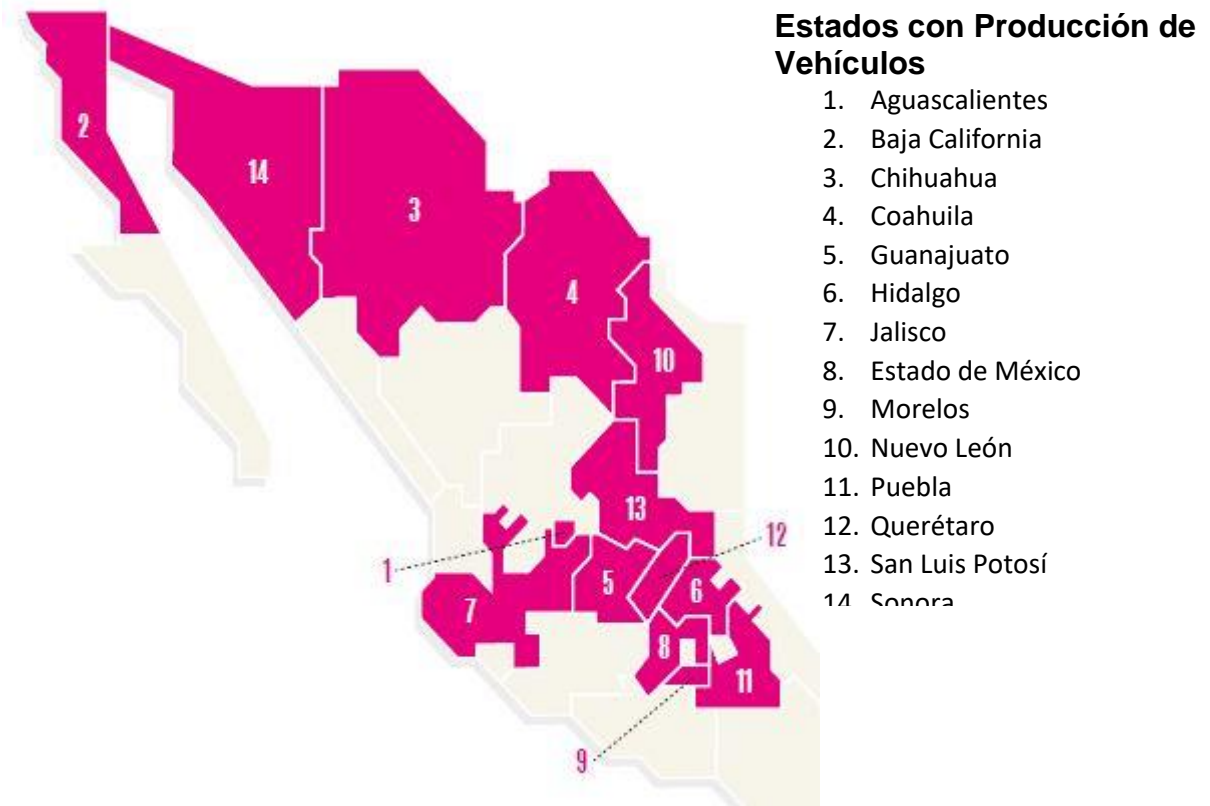 Estados con Producción de
Vehículos
1. Aguascalientes
2. Baja California
3. Chihuahua
4. Coahuila
5. Guanajuato
6. Hidalgo
7. Jalisco
8. Estado de México
9. Morelos
10. Nuevo León
11. Puebla
12. Querétaro
13. San Luis Potosí
14. Sonora
2
14
3
4
10
13
12
1
5
6
7
8
11
9